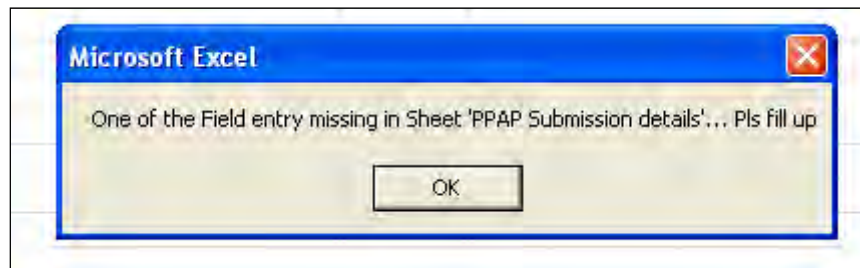 Microsoft Excel
One of the Field entry missing in Sheet 'PPAP Submission details'... Pls fill up
OK